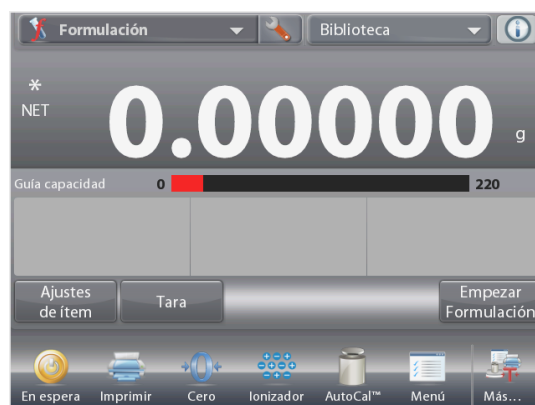 Formulación
Biblioteca
*
NET
0.00000
g
Guía capacidad 0 220
Ajustes
de ítem
Tara
Empezar
Formulación
En espera Imprimir Cero Ionizador AutoCal™ Menú Más...